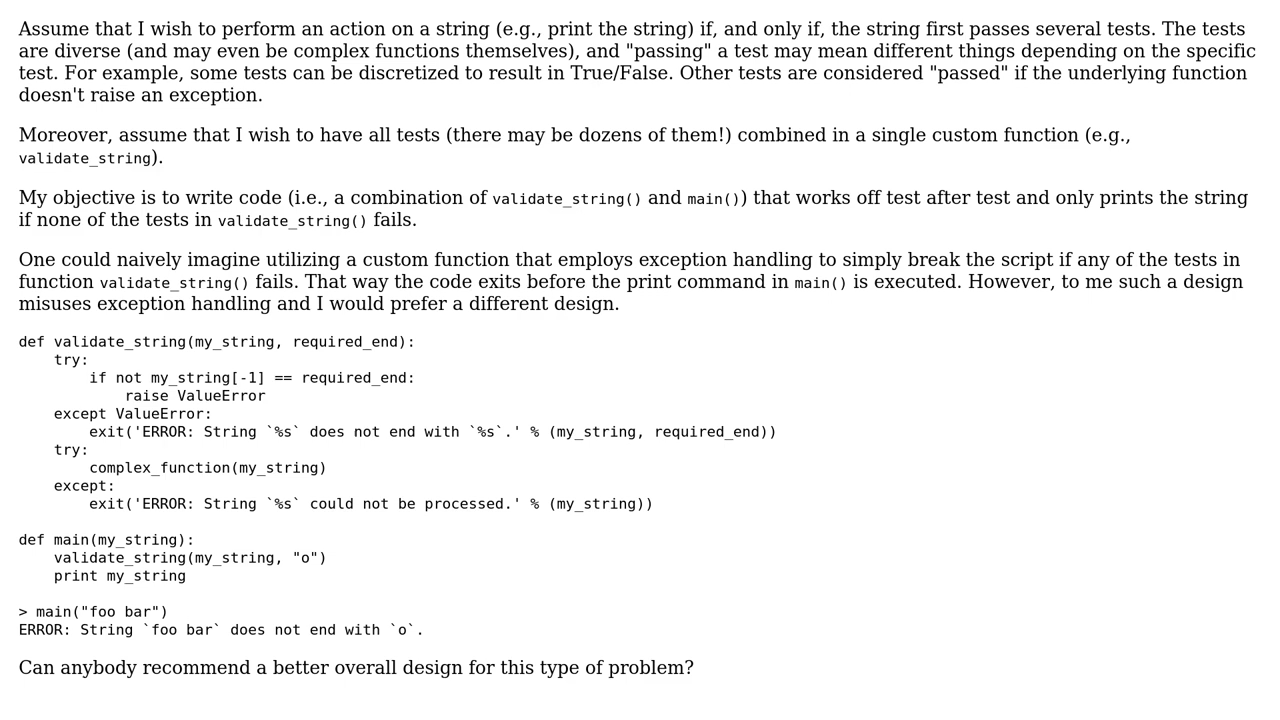 Assume that I wish to perform an action on a string (e.g., print the string) if, and only if, the string first passes several tests. The tests
are diverse (and may even be complex functions themselves), and "passing" a test may mean different things depending on the specific
test. For example, some tests can be discretized to result in True/False. Other tests are considered "passed" if the underlying function
doesn't raise an exception.
Moreover, assume that I wish to have all tests (there may be dozens of them!) combined in a single custom function (e.g.,
validate_string).
My objective is to write code (i.e., a combination of validate_string() and main()) that works off test after test and only prints the string
if none of the tests in validate_string() fails.
One could naively imagine utilizing a custom function that employs exception handling to simply break the script if any of the tests in
function validate_string() fails. That way the code exits before the print command in main() is executed. However, to me such a design
misuses exception handling and I would prefer a different design.
def validate_string(my_string, required_end):
    try:
        if not my_string[-1] == required_end:
            raise ValueError
    except ValueError:
        exit('ERROR: String `%s` does not end with `%s`.' % (my_string, required_end))
    try:
        complex_function(my_string)
    except:
        exit('ERROR: String `%s` could not be processed.' % (my_string))
def main(my_string):
    validate_string(my_string, "o")
    print my_string
> main("foo bar")
ERROR: String `foo bar` does not end with `o`.
Can anybody recommend a better overall design for this type of problem?